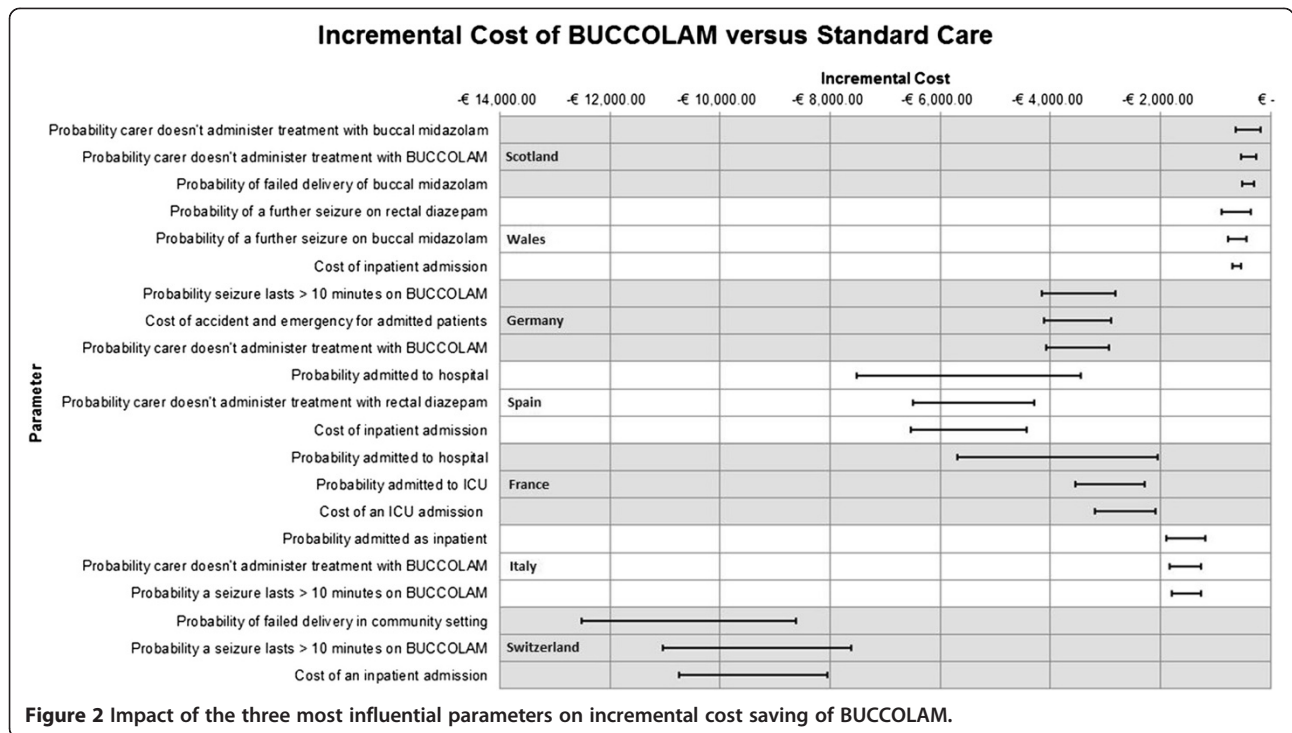 Incremental Cost of BUCCOLAM versus Standard Care
Incremental Cost
-€ 14,000.00 -€ 12,000.00 -€ 10,000.00 -€ 8,000.00 -€ 6,000.00 -€ 4,000.00 -€ 2,000.00 € -
Parameter
Probability carer doesn't administer treatment with buccal midazolam
Probability carer doesn't administer treatment with BUCCOLAM Scotland
Probability of failed delivery of buccal midazolam
Probability of a further seizure on rectal diazepam
Probability of a further seizure on buccal midazolam Wales
Cost of inpatient admission
Probability seizure lasts > 10 minutes on BUCCOLAM
Cost of accident and emergency for admitted patients Germany
Probability carer doesn't administer treatment with BUCCOLAM
Probability admitted to hospital
Probability carer doesn't administer treatment with rectal diazepam Spain
Cost of inpatient admission
Probability admitted to hospital
Probability admitted to ICU France
Cost of an ICU admission
Probability admitted as inpatient
Probability carer doesn't administer treatment with BUCCOLAM Italy
Probability a seizure lasts > 10 minutes on BUCCOLAM
Probability of failed delivery in community setting
Probability a seizure lasts > 10 minutes on BUCCOLAM Switzerland
Cost of an inpatient admission
Figure 2 Impact of the three most influential parameters on incremental cost saving of BUCCOLAM.